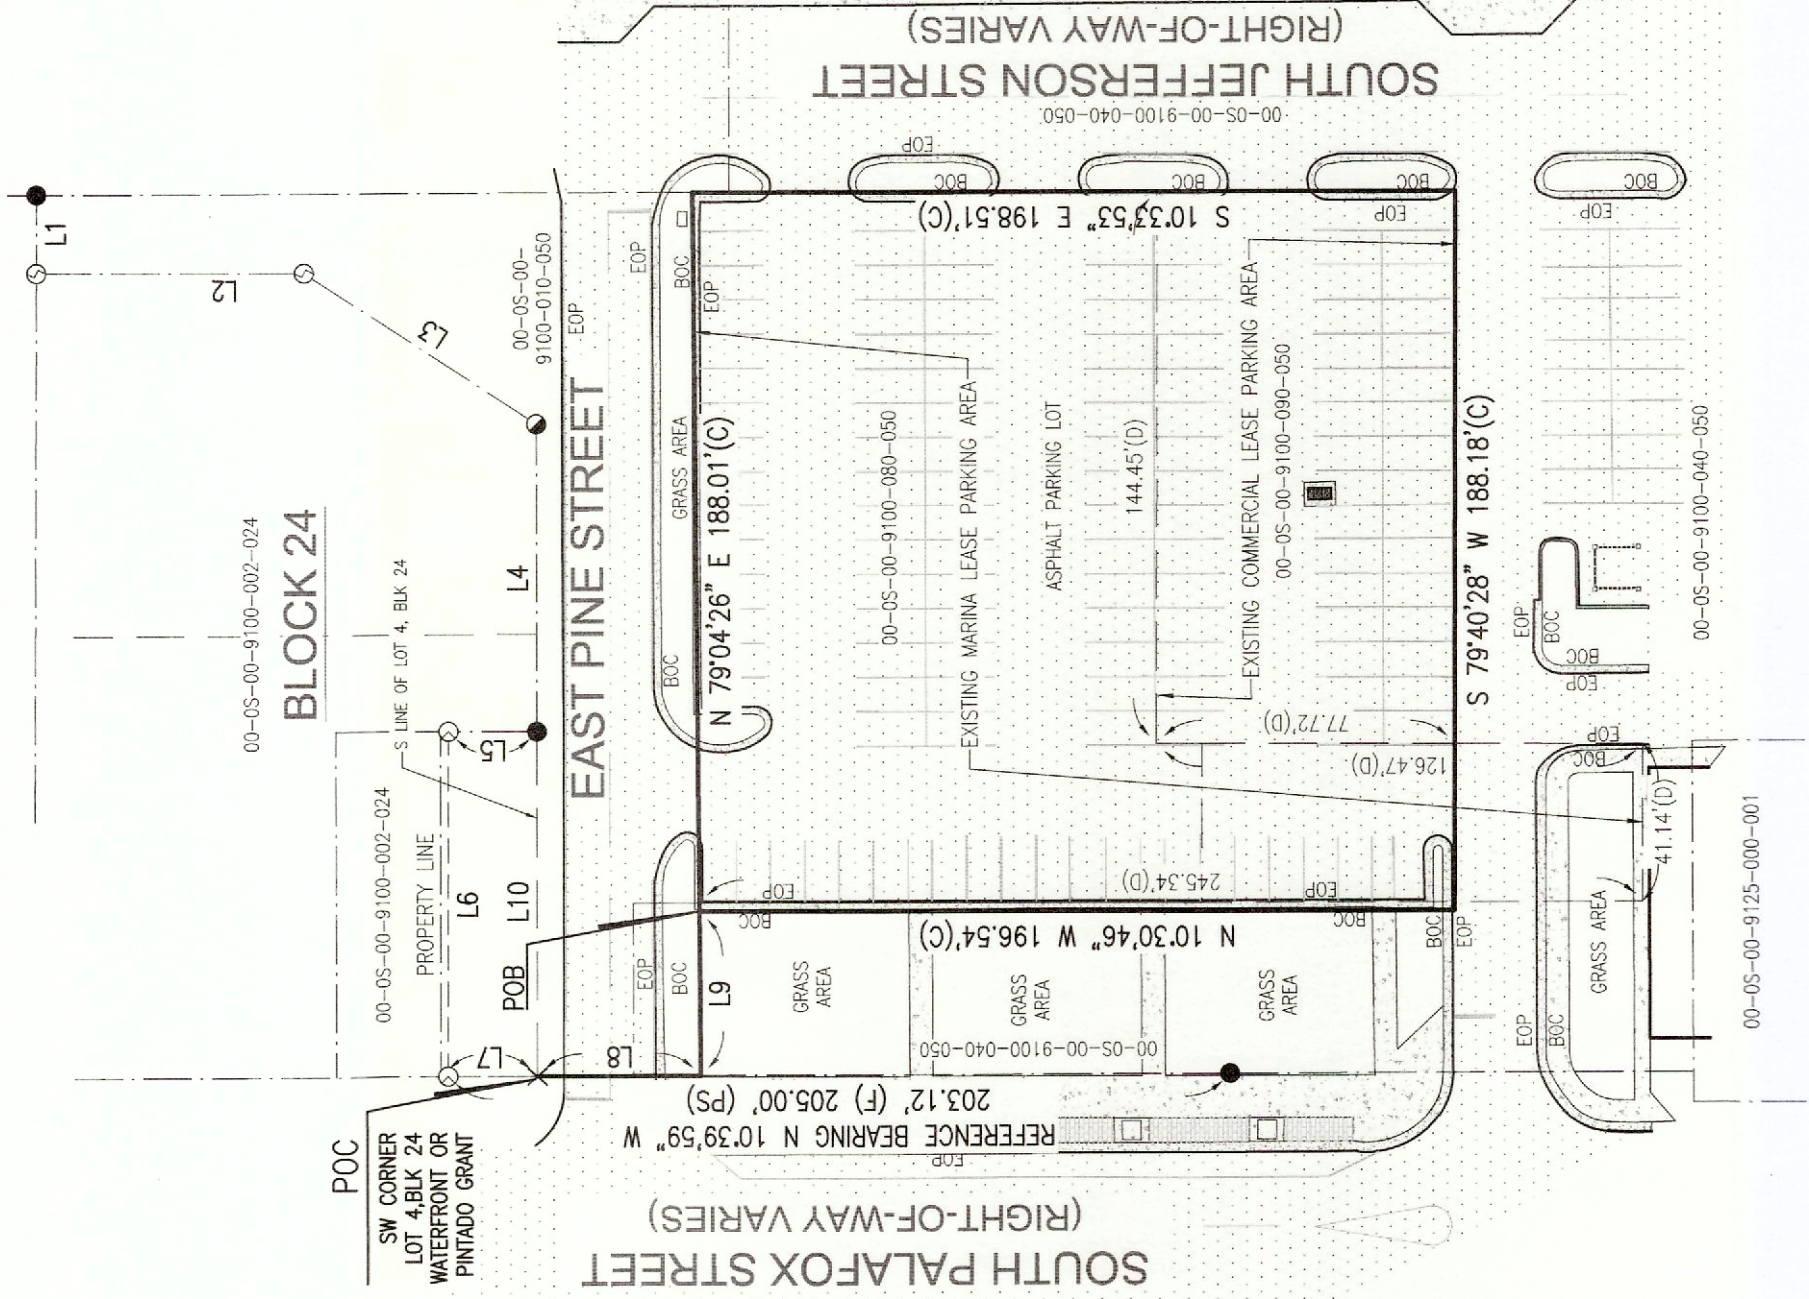 (RIGHT-OF-WAY VARIES)
SOUTH JEFFERSON STREET
00-0S-00-9100-040-050
EOP
BOC
BOC
BOC
BOC
EOP
EOP
S 10°33'53" E 198.51'(C)
L1
L2
L3
00-0S-00-
9100-010-050
EOP
EOP
BOC
EOP
GRASS AREA
BOC
N 79°04'26" E 188.01'(C)
00-0S-00-9100-002-024
BLOCK 24
S LINE OF LOT 4, BLK 24
L4
EAST PINE STREET
L5
00-0S-00-9100-002-024
PROPERTY LINE
L6
L10
POB
L7
L8
L9
EOP
BOC
00-0S-00-9100-080-050
EXISTING MARINA LEASE PARKING AREA
ASPHALT PARKING LOT
144.45'(D)
EXISTING COMMERCIAL LEASE PARKING AREA
00-0S-00-9100-090-050
77.72'(D)
126.47'(D)
S 79°40'28" W 188.18'(C)
EOP
BOC
BOC
EOP
00-0S-00-9100-040-050
EOP
BOC
41.14'(D)
GRASS AREA
00-0S-00-9125-000-001
EOP
BOC
245.34'(D)
EOP
BOC
EOP
BOC
BOC
EOP
N 10°30'46" W 196.54'(C)
GRASS
AREA
GRASS
AREA
GRASS
AREA
00-0S-00-9100-040-050
203.12' (F) 205.00' (PS)
REFERENCE BEARING N 10°39'59" W
EOP
POC
SW CORNER
LOT 4,BLK 24
WATERFRONT OR
PINTADO GRANT
(RIGHT-OF-WAY VARIES)
SOUTH PALAFOX STREET